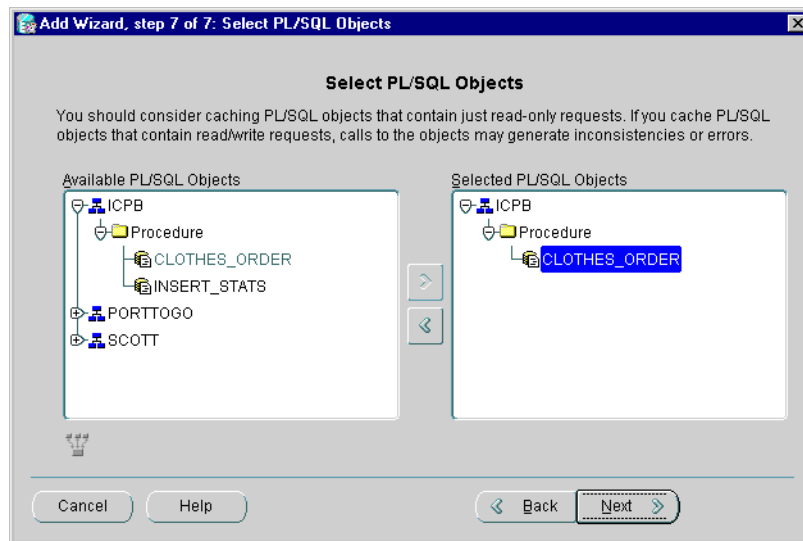 Add Wizard, step 7 of 7: Select PL/SQL Objects
Select PL/SQL Objects
You should consider caching PL/SQL objects that contain just read-only requests. If you cache PL/SQL
objects that contain read/write requests, calls to the objects may generate inconsistencies or errors.
Available PL/SQL Objects
ICPB
Procedure
CLOTHES_ORDER
INSERT_STATS
PORTTOGO
SCOTT
Selected PL/SQL Objects
ICPB
Procedure
CLOTHES_ORDER
Cancel
Help
Back
Next